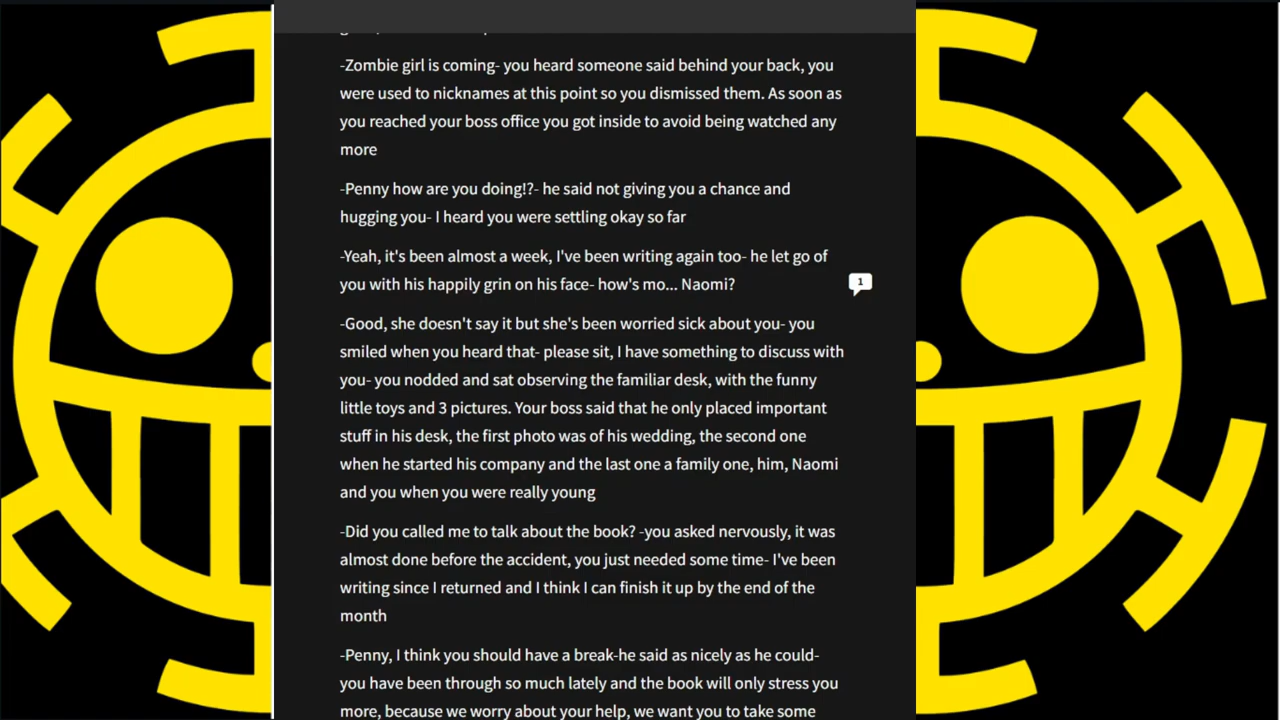 -Zombie girl is coming- you heard someone said behind your back, you
were used to nicknames at this point so you dismissed them. As soon as
you reached your boss office you got inside to avoid being watched any
more
-Penny how are you doing!?- he said not giving you a chance and
hugging you- I heard you were settling okay so far
-Yeah, it's been almost a week, I've been writing again too- he let go of
you with his happily grin on his face- how's mo... Naomi?
1
-Good, she doesn't say it but she's been worried sick about you- you
smiled when you heard that- please sit, I have something to discuss with
you- you nodded and sat observing the familiar desk, with the funny
little toys and 3 pictures. Your boss said that he only placed important
stuff in his desk, the first photo was of his wedding, the second one
when he started his company and the last one a family one, him, Naomi
and you when you were really young
-Did you called me to talk about the book? -you asked nervously, it was
almost done before the accident, you just needed some time- I've been
writing since I returned and I think I can finish it up by the end of the
month
-Penny, I think you should have a break-he said as nicely as he could-
you have been through so much lately and the book will only stress you
more, because we worry about your help, we want you to take some